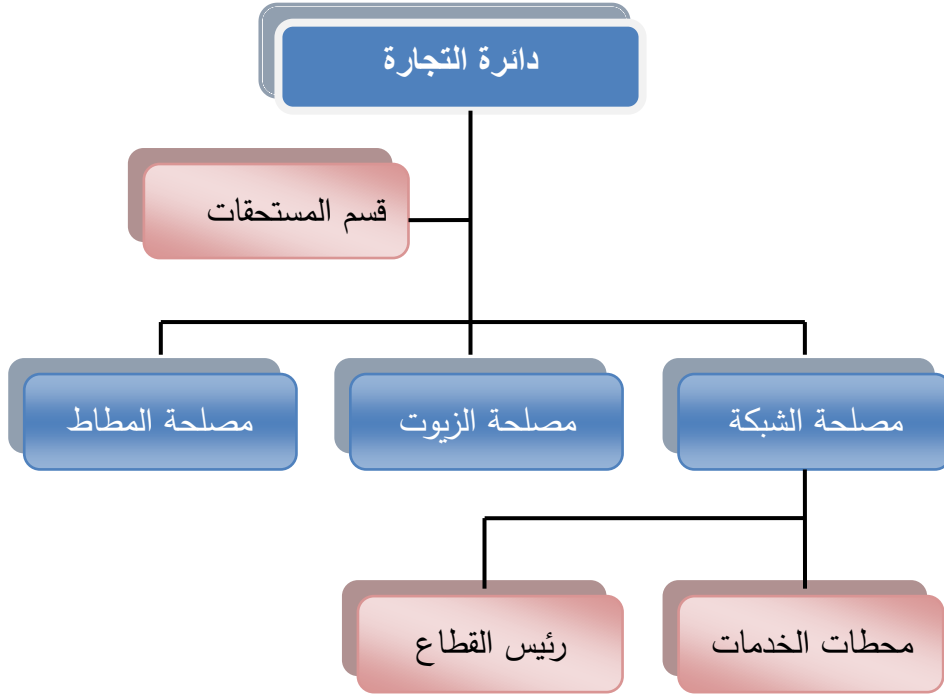 دائرة التجارة
قسم المستحقات
مصلحة الشبكة
مصلحة الزيوت
مصلحة المطاط
محطات الخدمات
رئيس القطاع